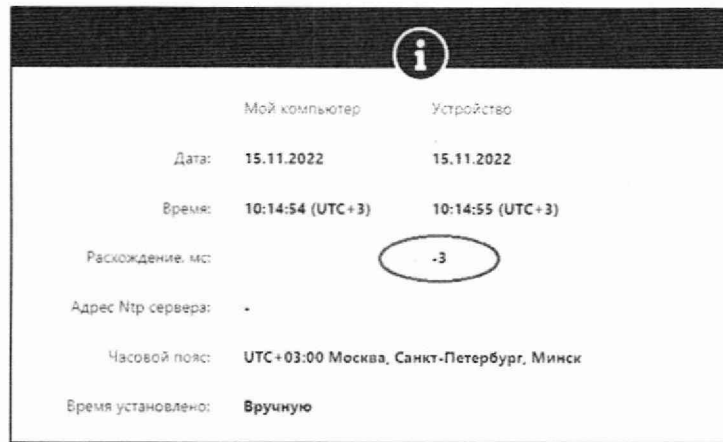 Мой компьютер Устройство
Дата: 15.11.2022 15.11.2022
Время: 10:14:54 (UTC+3) 10:14:55 (UTC+3)
Расхождение, мс: -3
Адрес Ntp сервера: -
Часовой пояс: UTC+03:00 Москва, Санкт-Петербург, Минск
Время установлено: Вручную